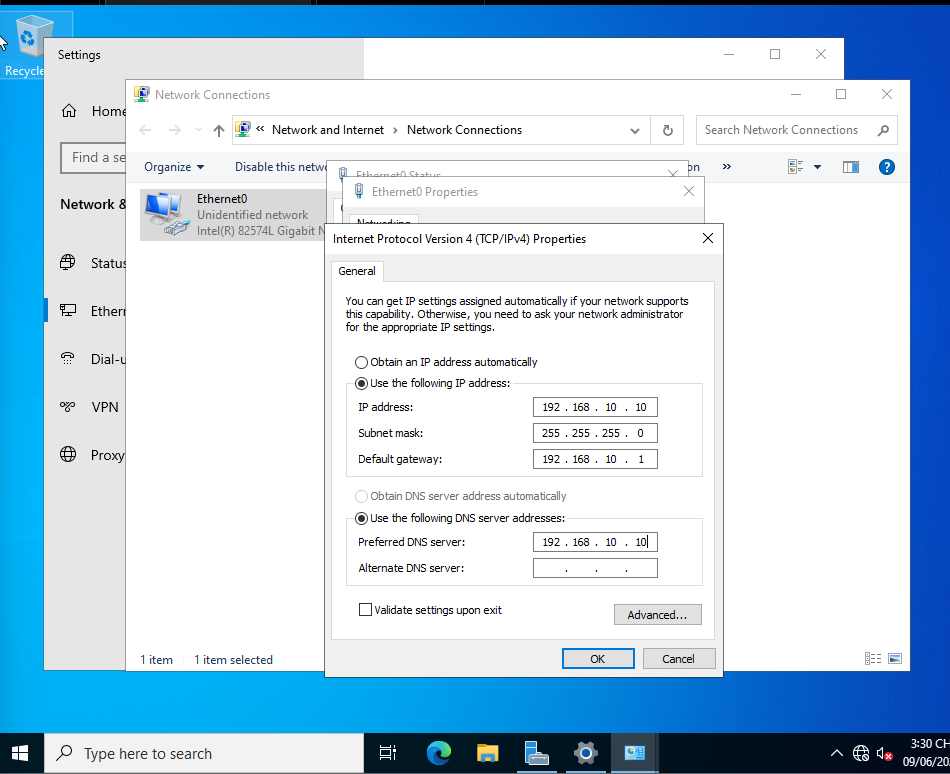 Recycle
Settings
Home
Find a se
Network &
Status
Ether
Dial-u
VPN
Proxy
Network Connections
« Network and Internet › Network Connections
Search Network Connections
Organize
Disable this netw
on
»
Ethernet0
Unidentified network
Intel(R) 82574L Gigabit N
Ethernet0 Status
Ethernet0 Properties
Networking
Internet Protocol Version 4 (TCP/IPv4) Properties
General
You can get IP settings assigned automatically if your network supports
this capability. Otherwise, you need to ask your network administrator
for the appropriate IP settings.
Obtain an IP address automatically
Use the following IP address:
IP address: 192 . 168 . 10 . 10
Subnet mask: 255 . 255 . 255 . 0
Default gateway: 192 . 168 . 10 . 1
Obtain DNS server address automatically
Use the following DNS server addresses:
Preferred DNS server: 192 . 168 . 10 . 10
Alternate DNS server: . . .
Validate settings upon exit
Advanced...
OK
Cancel
1 item
1 item selected
Type here to search
3:30 CH
09/06/20